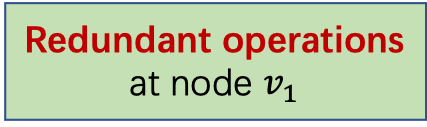 Redundant operations
at node v₁